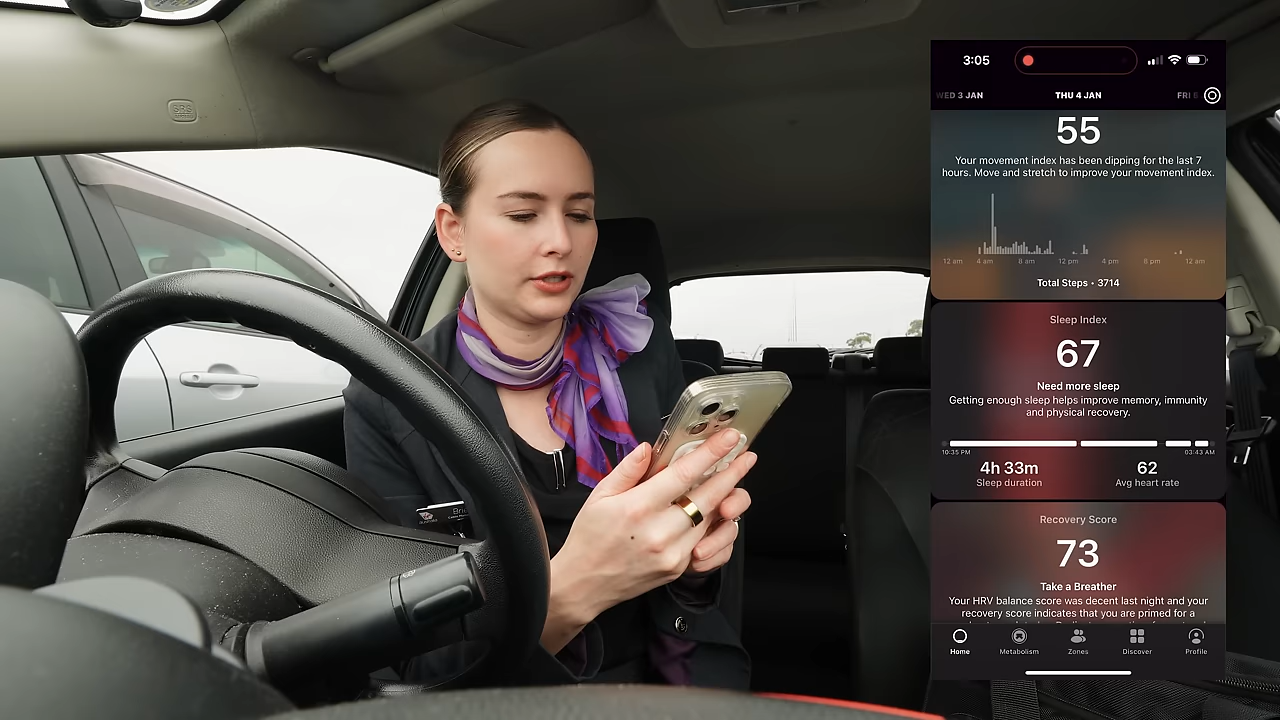 SRS
AIRBAG
Australia
3:05
WED 3 JAN
THU 4 JAN
FRI
55
Your movement index has been dipping for the last 7
hours. Move and stretch to improve your movement index.
12 am
4 am
8 am
12 pm
4 pm
8 pm
12 am
Total Steps • 3714
Sleep Index
67
Need more sleep
Getting enough sleep helps improve memory, immunity
and physical recovery.
10:35 PM
03:43 AM
4h 33m
62
Sleep duration
Avg heart rate
Recovery Score
73
Take a Breather
Your HRV balance score was decent last night and your
recovery score indicates that you are primed for a
Home
Metabolism
Zones
Discover
Profile